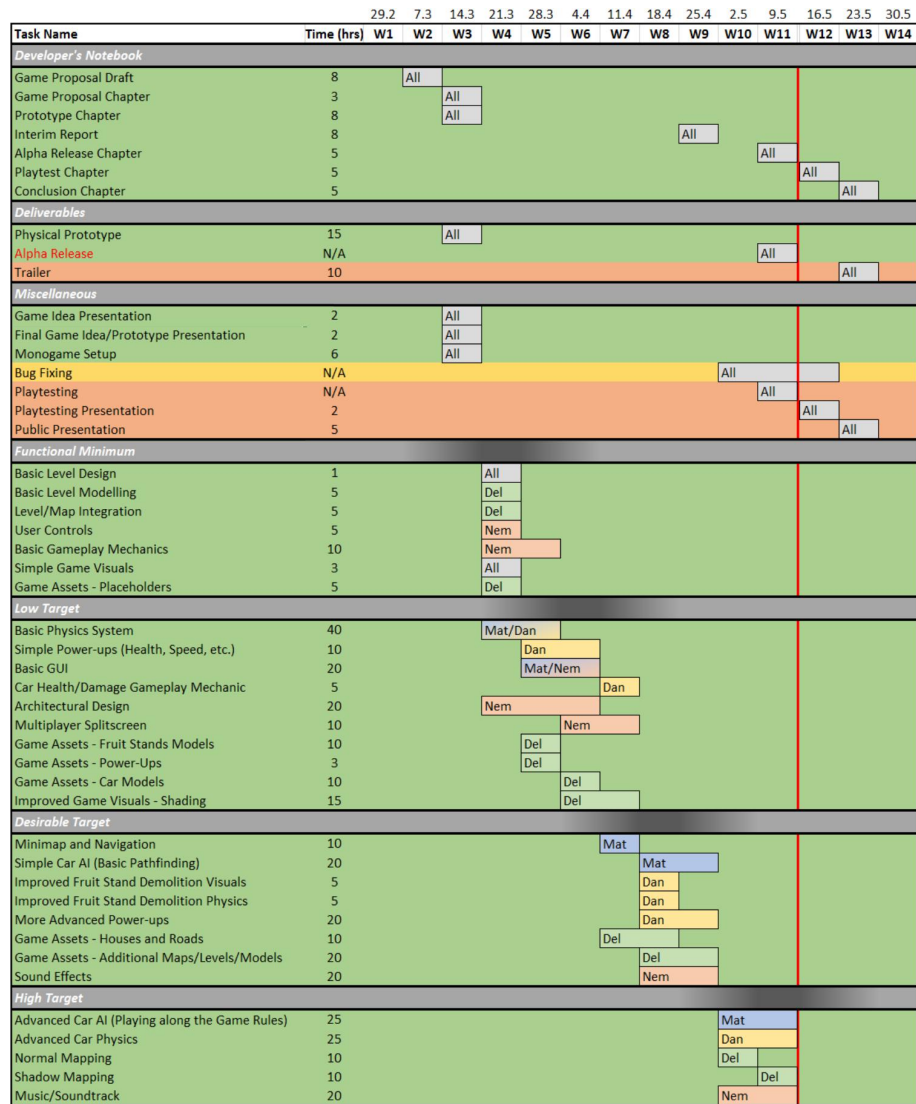 29.2 7.3 14.3 21.3 28.3 4.4 11.4 18.4 25.4 2.5 9.5 16.5 23.5 30.5
Task Name Time (hrs) W1 W2 W3 W4 W5 W6 W7 W8 W9 W10 W11 W12 W13 W14
Developer's Notebook
Game Proposal Draft 8 All
Game Proposal Chapter 3 All
Prototype Chapter 8 All
Interim Report 8 All
Alpha Release Chapter 5 All
Playtest Chapter 5 All
Conclusion Chapter 5 All
Deliverables
Physical Prototype 15 All
Alpha Release N/A All
Trailer 10 All
Miscellaneous
Game Idea Presentation 2 All
Final Game Idea/Prototype Presentation 2 All
Monogame Setup 6 All
Bug Fixing N/A All
Playtesting N/A All
Playtesting Presentation 2 All
Public Presentation 5 All
Functional Minimum
Basic Level Design 1 All
Basic Level Modelling 5 Del
Level/Map Integration 5 Del
User Controls 5 Nem
Basic Gameplay Mechanics 10 Nem
Simple Game Visuals 3 All
Game Assets - Placeholders 5 Del
Low Target
Basic Physics System 40 Mat/Dan
Simple Power-ups (Health, Speed, etc.) 10 Dan
Basic GUI 20 Mat/Nem
Car Health/Damage Gameplay Mechanic 5 Dan
Architectural Design 20 Nem
Multiplayer Splitscreen 10 Nem
Game Assets - Fruit Stands Models 10 Del
Game Assets - Power-Ups 3 Del
Game Assets - Car Models 10 Del
Improved Game Visuals - Shading 15 Del
Desirable Target
Minimap and Navigation 10 Mat
Simple Car AI (Basic Pathfinding) 20 Mat
Improved Fruit Stand Demolition Visuals 5 Dan
Improved Fruit Stand Demolition Physics 5 Dan
More Advanced Power-ups 20 Dan
Game Assets - Houses and Roads 10 Del
Game Assets - Additional Maps/Levels/Models 20 Del
Sound Effects 20 Nem
High Target
Advanced Car AI (Playing along the Game Rules) 25 Mat
Advanced Car Physics 25 Dan
Normal Mapping 10 Del
Shadow Mapping 10 Del
Music/Soundtrack 20 Nem